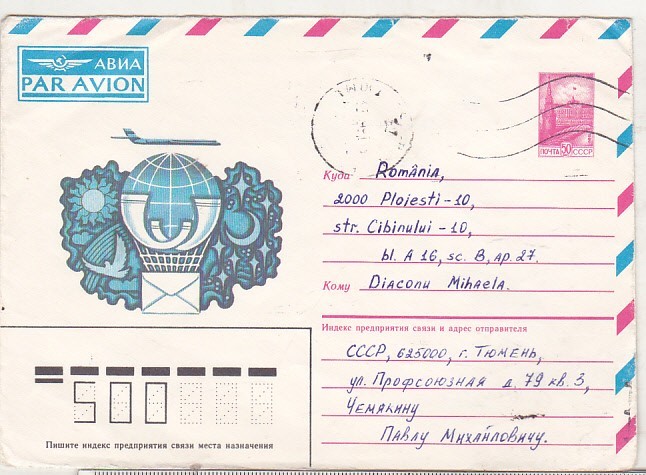 АВИА
PAR AVION
ПОЧТА 50 СССР
Куда România,
2000 Ploiesti-10,
str. Cibinului-10,
bl. A 16, sc. B, ap. 27.
Кому Diaconu Mihaela.
Индекс предприятия связи и адрес отправителя
СССР, 625000, г. Тюмень,
ул. Профсоюзная д. 79 кв. 3,
Чемакину
Павлу Михайловичу.
500
Пишите индекс предприятия связи места назначения